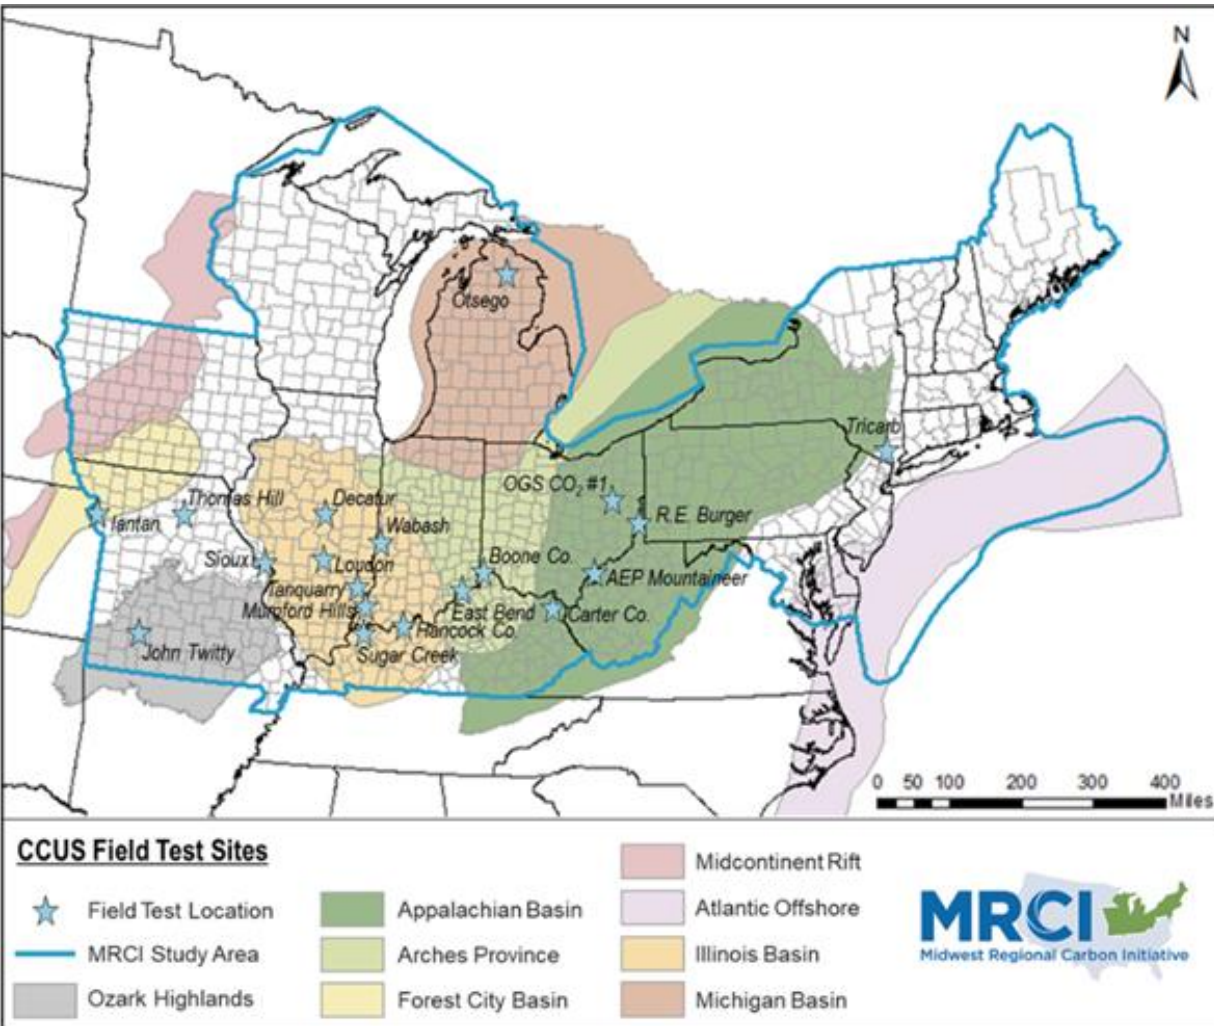 N
Otsego
Tricarb
OGS CO₂ #1
Thomas Hill
Decatur
Iantan
Wabash
R.E. Burger
Sioux
Loudon
Boone Co.
Tanquarry
AEP Mountaineer
Mumford Hills
East Bend
Carter Co.
Hancock Co.
John Twitty
Sugar Creek
0 50 100 200 300 400
Miles
CCUS Field Test Sites
Field Test Location
MRCI Study Area
Ozark Highlands
Appalachian Basin
Arches Province
Forest City Basin
Midcontinent Rift
Atlantic Offshore
Illinois Basin
Michigan Basin
MRCI
Midwest Regional Carbon Initiative